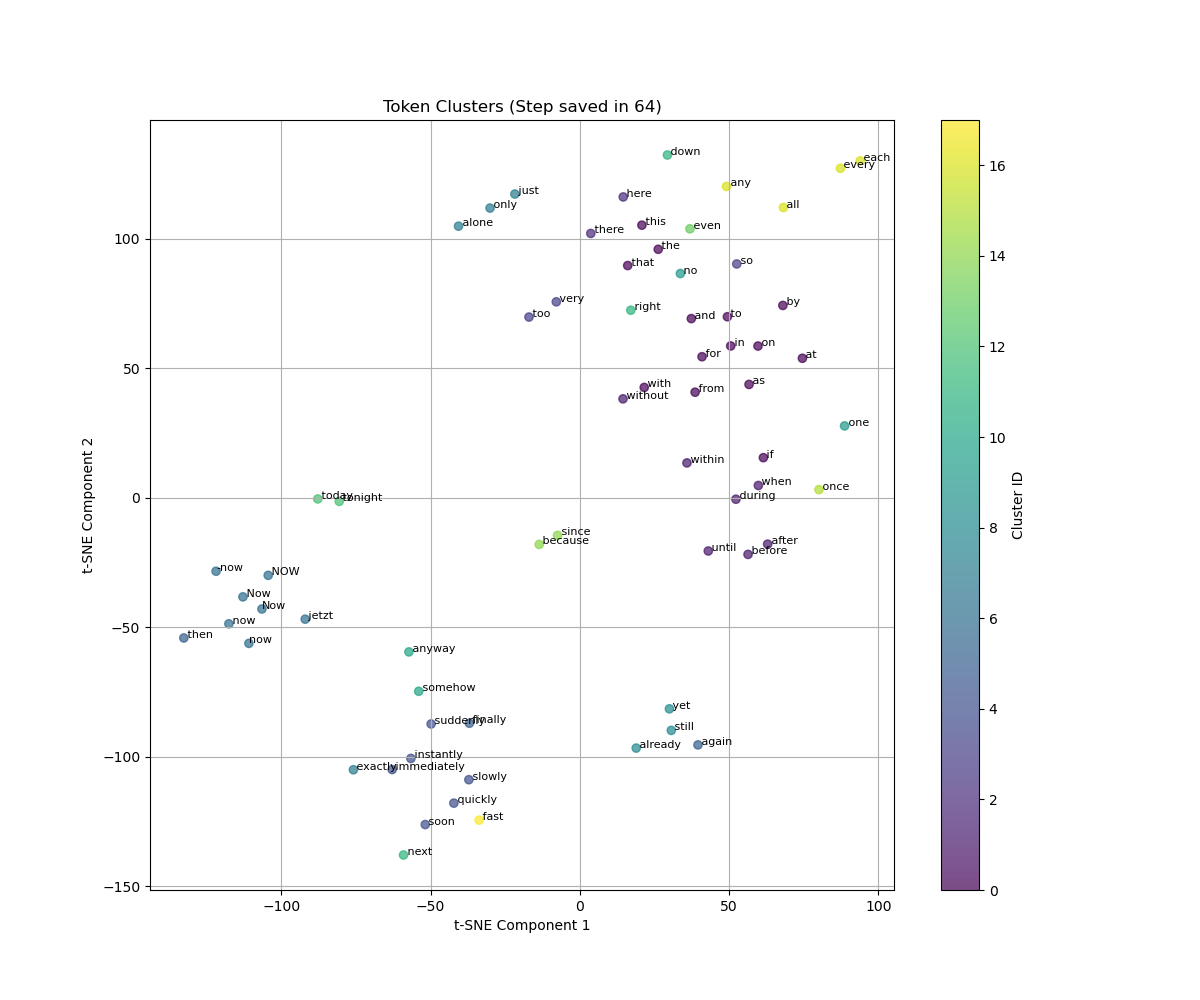 Token Clusters (Step saved in 64)
down
each
every
any
just
here
only
all
alone
this
even
there
the
that
no
so
very
by
right
too
and
to
in
on
for
at
with
as
without
from
one
within
if
when
once
today
tonight
during
since
because
until
after
before
-now
NOW
Now
Now
jetzt
now
then
now
anyway
somehow
yet
suddenly
finally
still
already
again
instantly
exactly
immediately
slowly
quickly
soon
fast
next
100
50
0
−50
−100
−150
−100
−50
0
50
100
t-SNE Component 1
t-SNE Component 2
16
14
12
10
8
6
4
2
0
Cluster ID